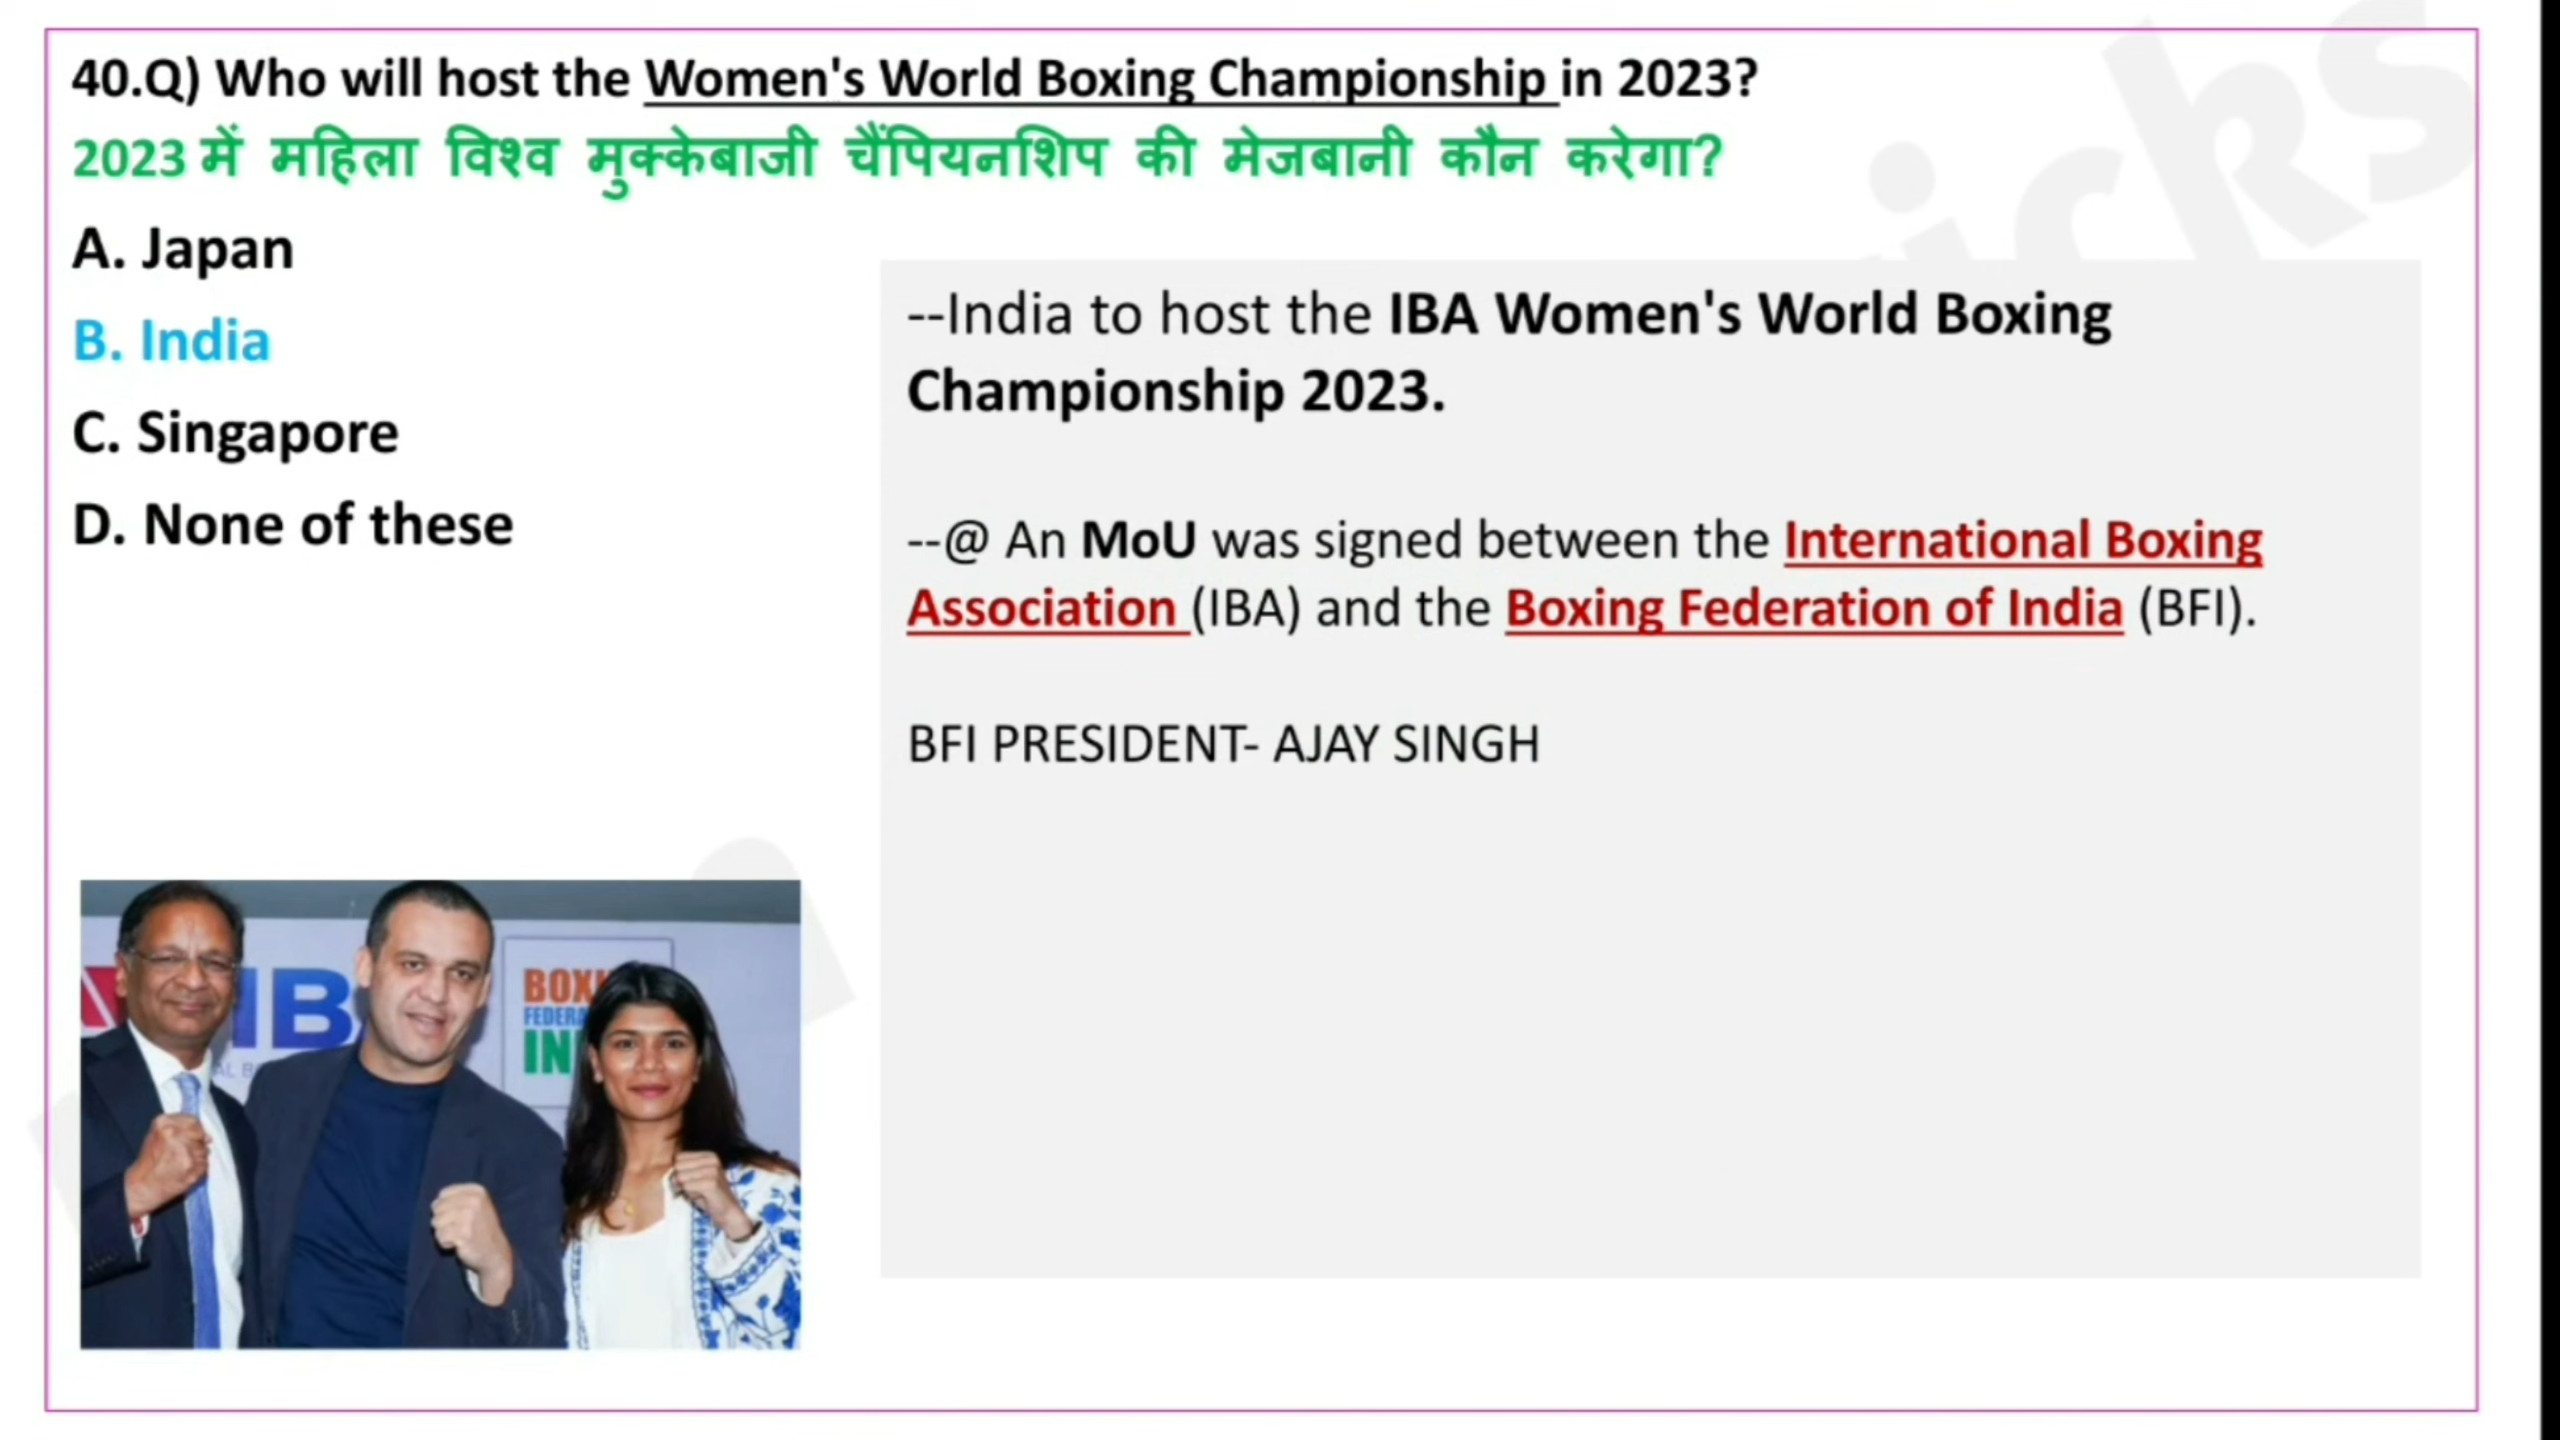 40.Q) Who will host the Women's World Boxing Championship in 2023?
2023 में महिला विश्व मुक्केबाजी चैंपियनशिप की मेजबानी कौन करेगा?
A. Japan
B. India
C. Singapore
D. None of these
--India to host the IBA Women's World Boxing
Championship 2023.
--@ An MoU was signed between the International Boxing
Association (IBA) and the Boxing Federation of India (BFI).
BFI PRESIDENT- AJAY SINGH